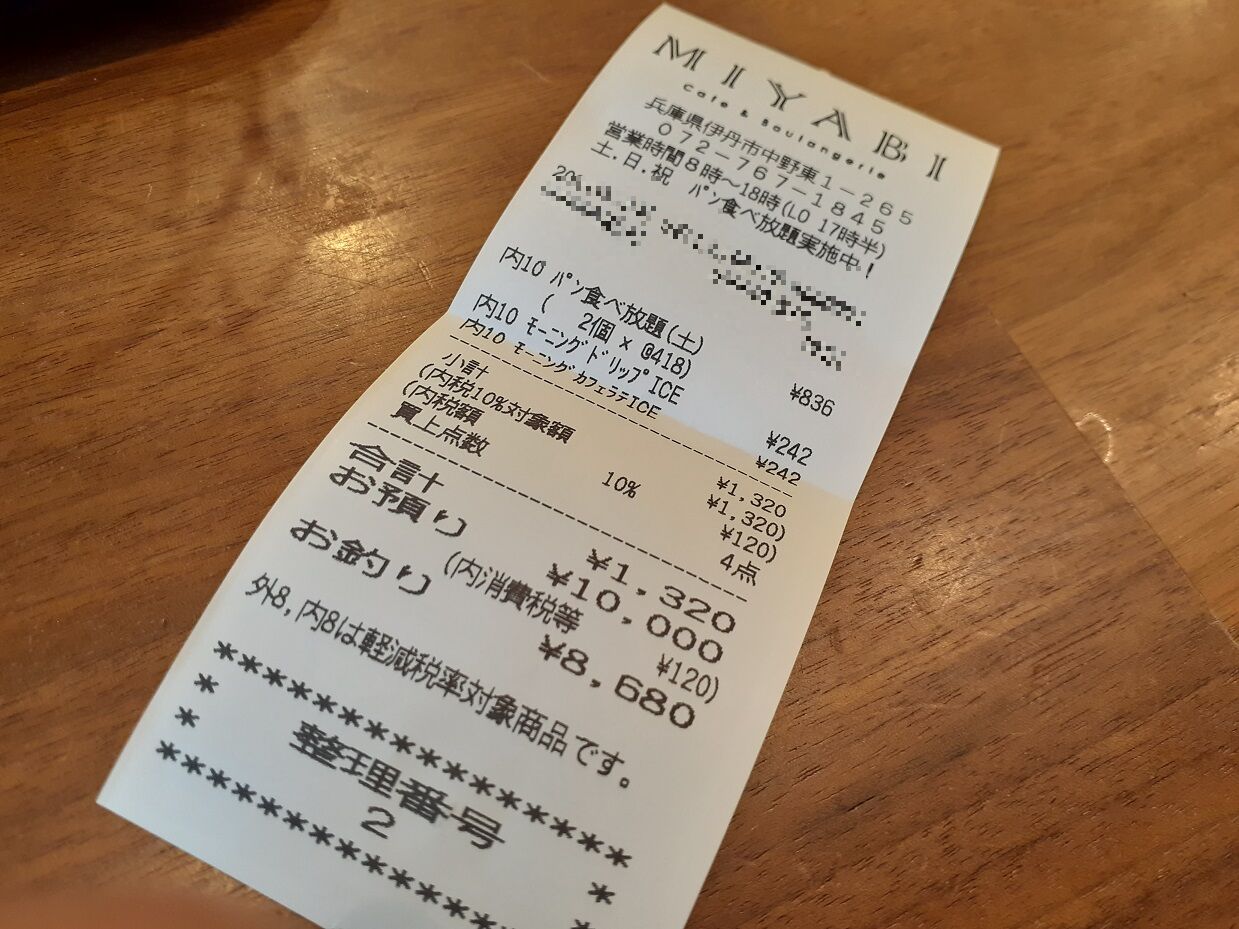 MIYABI
Cafe & Boulangerie
兵庫県伊丹市中野東1-265
072-767-1845
営業時間8時~18時(LO 17時半)
土.日.祝 パン食べ放題実施中!
内10 パン食べ放題(土)
( 2個 x @418) ¥836
内10 モーニングドリップICE ¥242
内10 モーニングカフェラテICE ¥242
小計 ¥1,320
(内税10%対象額 ¥1,320)
(内税額 10% ¥120)
買上点数 4点
合計 ¥1,320
お預り ¥10,000
(内消費税等 ¥120)
お釣り ¥8,680
外8,内8は軽減税率対象商品です。
********************
* 整理番号 *
* 2 *
********************